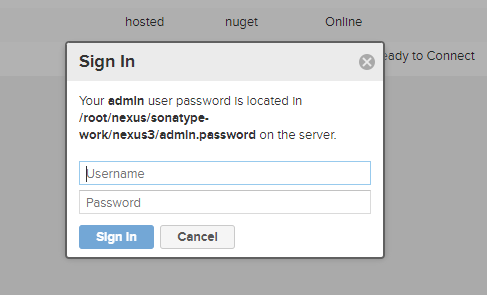 hosted nuget Online
eady to Connect
Sign In
Your admin user password is located in
/root/nexus/sonatype-
work/nexus3/admin.password on the server.
Username
Password
Sign in Cancel